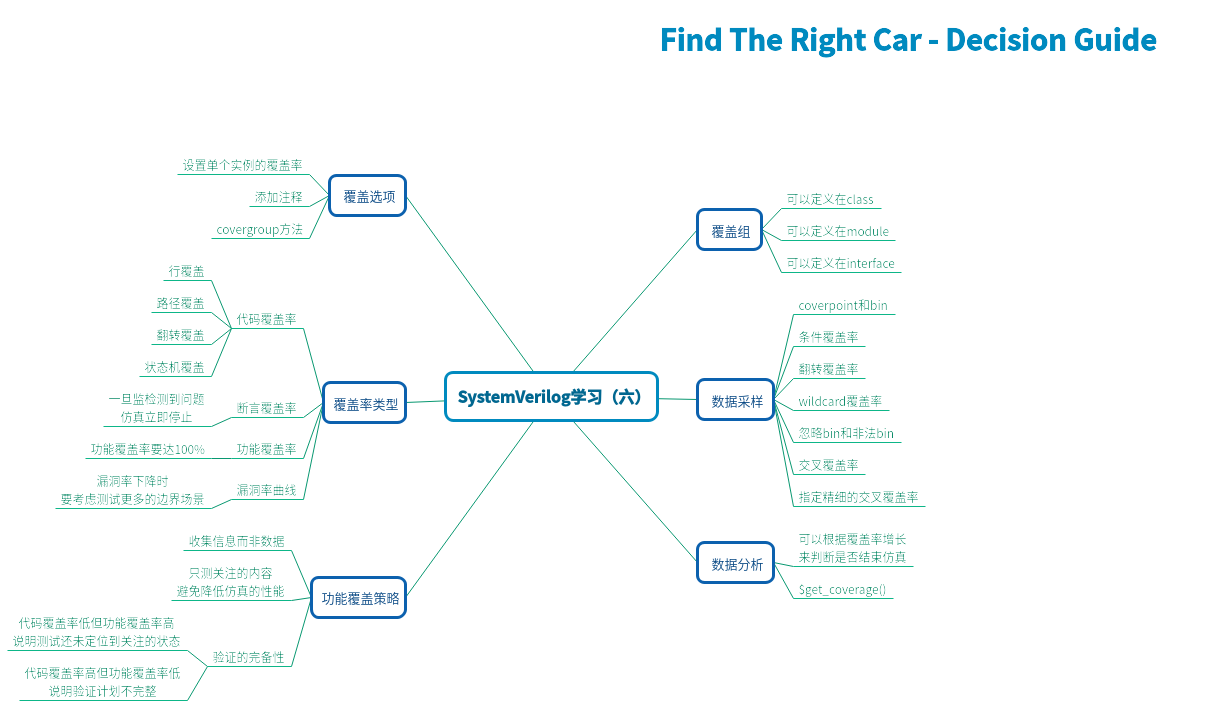 Find The Right Car - Decision Guide
SystemVerilog学习（六）
覆盖选项
设置单个实例的覆盖率
添加注释
covergroup方法
覆盖率类型
代码覆盖率
行覆盖
路径覆盖
翻转覆盖
状态机覆盖
断言覆盖率
一旦监检测到问题
仿真立即停止
功能覆盖率
功能覆盖率要达100%
漏洞率曲线
漏洞率下降时
要考虑测试更多的边界场景
功能覆盖策略
收集信息而非数据
只测关注的内容
避免降低仿真的性能
验证的完备性
代码覆盖率低但功能覆盖率高
说明测试还未定位到关注的状态
代码覆盖率高但功能覆盖率低
说明验证计划不完整
覆盖组
可以定义在class
可以定义在module
可以定义在interface
数据采样
coverpoint和bin
条件覆盖率
翻转覆盖率
wildcard覆盖率
忽略bin和非法bin
交叉覆盖率
指定精细的交叉覆盖率
数据分析
可以根据覆盖率增长
来判断是否结束仿真
$get_coverage()